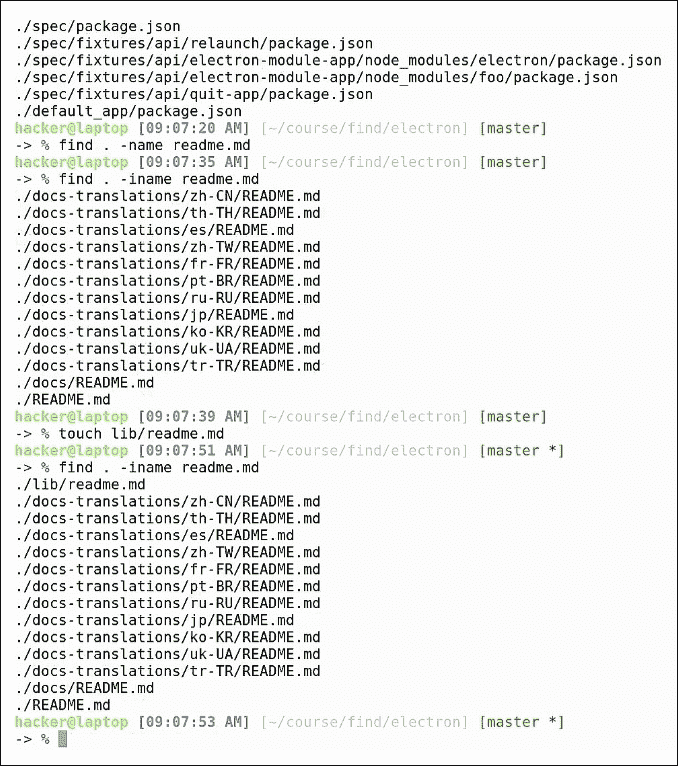 ./spec/package.json
./spec/fixtures/api/relaunch/package.json
./spec/fixtures/api/electron-module-app/node_modules/electron/package.json
./spec/fixtures/api/electron-module-app/node_modules/foo/package.json
./spec/fixtures/api/quit-app/package.json
./default_app/package.json
hacker@laptop [09:07:20 AM] [~/course/find/electron] [master]
-> % find . -name readme.md
hacker@laptop [09:07:35 AM] [~/course/find/electron] [master]
-> % find . -iname readme.md
./docs-translations/zh-CN/README.md
./docs-translations/th-TH/README.md
./docs-translations/es/README.md
./docs-translations/zh-TW/README.md
./docs-translations/fr-FR/README.md
./docs-translations/pt-BR/README.md
./docs-translations/ru-RU/README.md
./docs-translations/jp/README.md
./docs-translations/ko-KR/README.md
./docs-translations/uk-UA/README.md
./docs-translations/tr-TR/README.md
./docs/README.md
./README.md
hacker@laptop [09:07:39 AM] [~/course/find/electron] [master]
-> % touch lib/readme.md
hacker@laptop [09:07:51 AM] [~/course/find/electron] [master *]
-> % find . -iname readme.md
./lib/readme.md
./docs-translations/zh-CN/README.md
./docs-translations/th-TH/README.md
./docs-translations/es/README.md
./docs-translations/zh-TW/README.md
./docs-translations/fr-FR/README.md
./docs-translations/pt-BR/README.md
./docs-translations/ru-RU/README.md
./docs-translations/jp/README.md
./docs-translations/ko-KR/README.md
./docs-translations/uk-UA/README.md
./docs-translations/tr-TR/README.md
./docs/README.md
./README.md
hacker@laptop [09:07:53 AM] [~/course/find/electron] [master *]
-> %